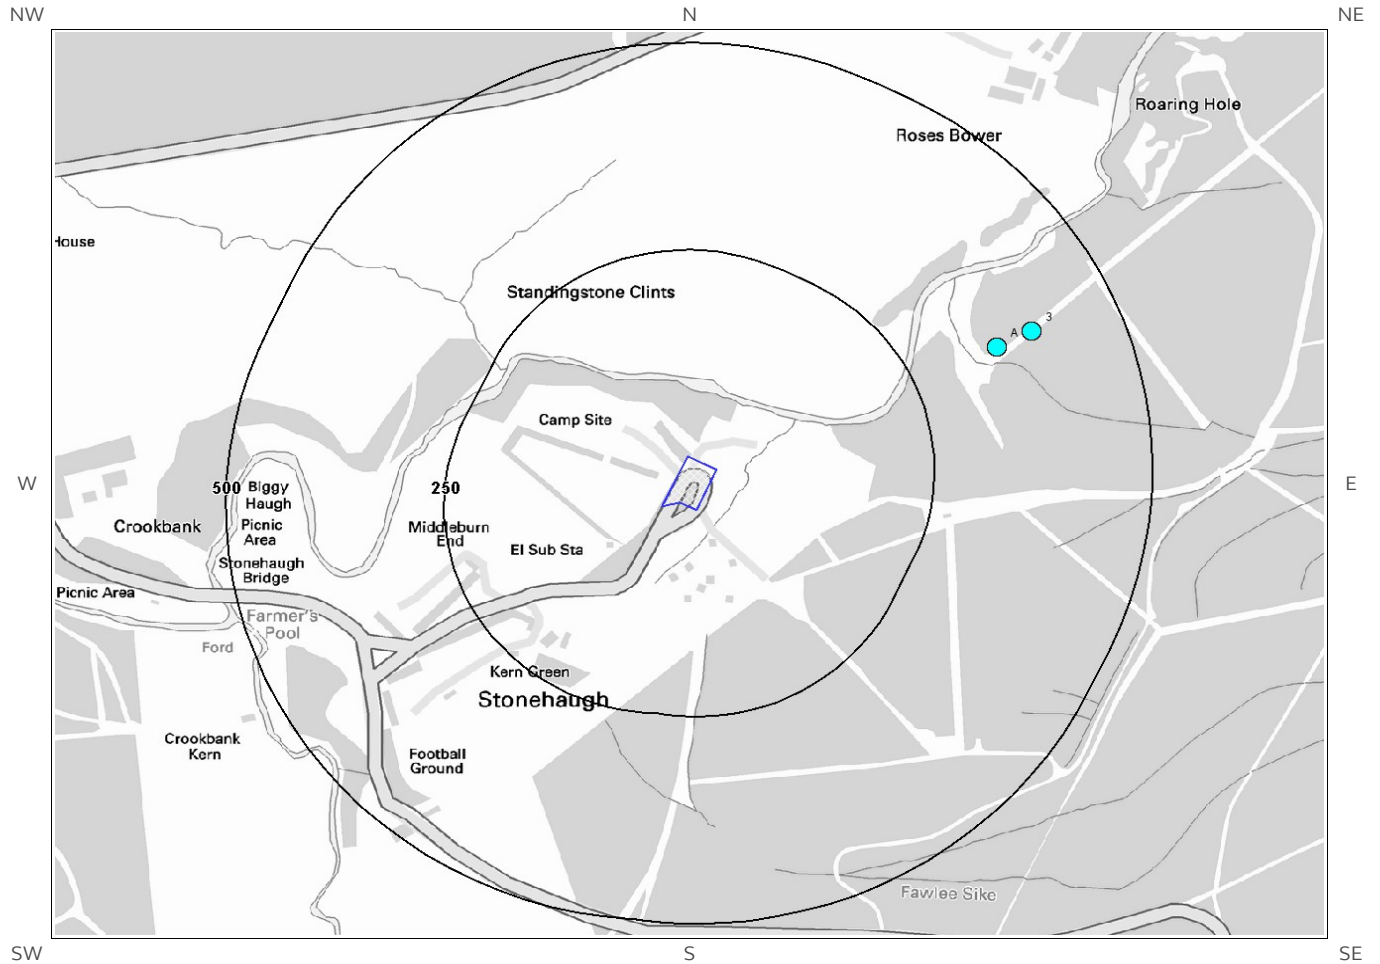 NW
N
NE
Roaring Hole
Roses Bower
House
Standingstone Clints
3
A
Camp Site
W
500
Biggy
Haugh
250
E
Picnic
Area
Crookbank
Middleburn
End
El Sub Sta
Stonehaugh
Bridge
Picnic Area
Farmer's
Pool
Ford
Kern Green
Stonehaugh
Crookbank
Kern
Football
Ground
Fawlee Sike
SW
S
SE